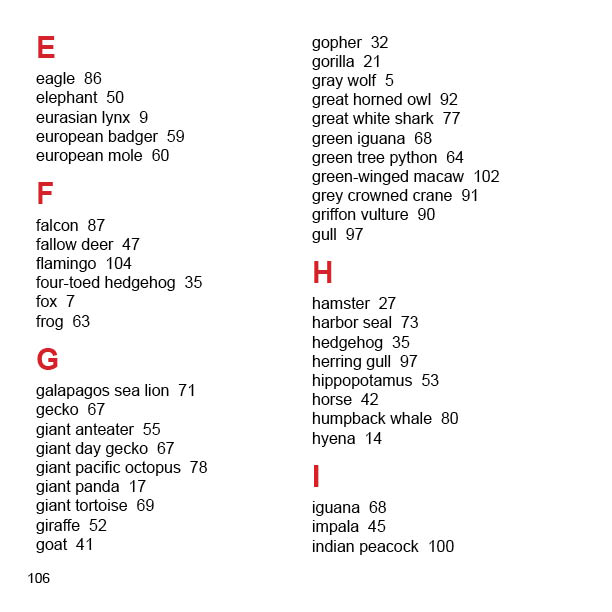 E
eagle 86
elephant 50
eurasian lynx 9
european badger 59
european mole 60
F
falcon 87
fallow deer 47
flamingo 104
four-toed hedgehog 35
fox 7
frog 63
G
galapagos sea lion 71
gecko 67
giant anteater 55
giant day gecko 67
giant pacific octopus 78
giant panda 17
giant tortoise 69
giraffe 52
goat 41
gopher 32
gorilla 21
gray wolf 5
great horned owl 92
great white shark 77
green iguana 68
green tree python 64
green-winged macaw 102
grey crowned crane 91
griffon vulture 90
gull 97
H
hamster 27
harbor seal 73
hedgehog 35
herring gull 97
hippopotamus 53
horse 42
humpback whale 80
hyena 14
I
iguana 68
impala 45
indian peacock 100
106